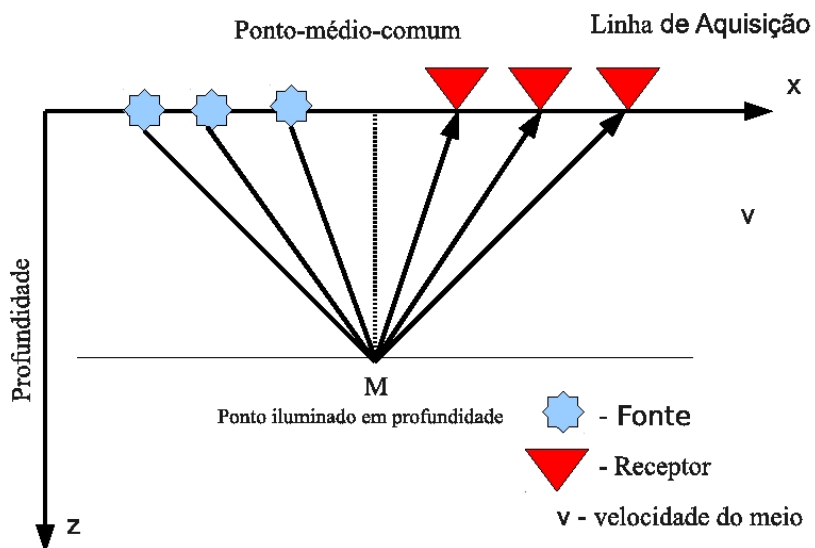 Ponto-médio-comum
Linha de Aquisição
x
v
Profundidade
M
Ponto iluminado em profundidade
- Fonte
- Receptor
v - velocidade do meio
z